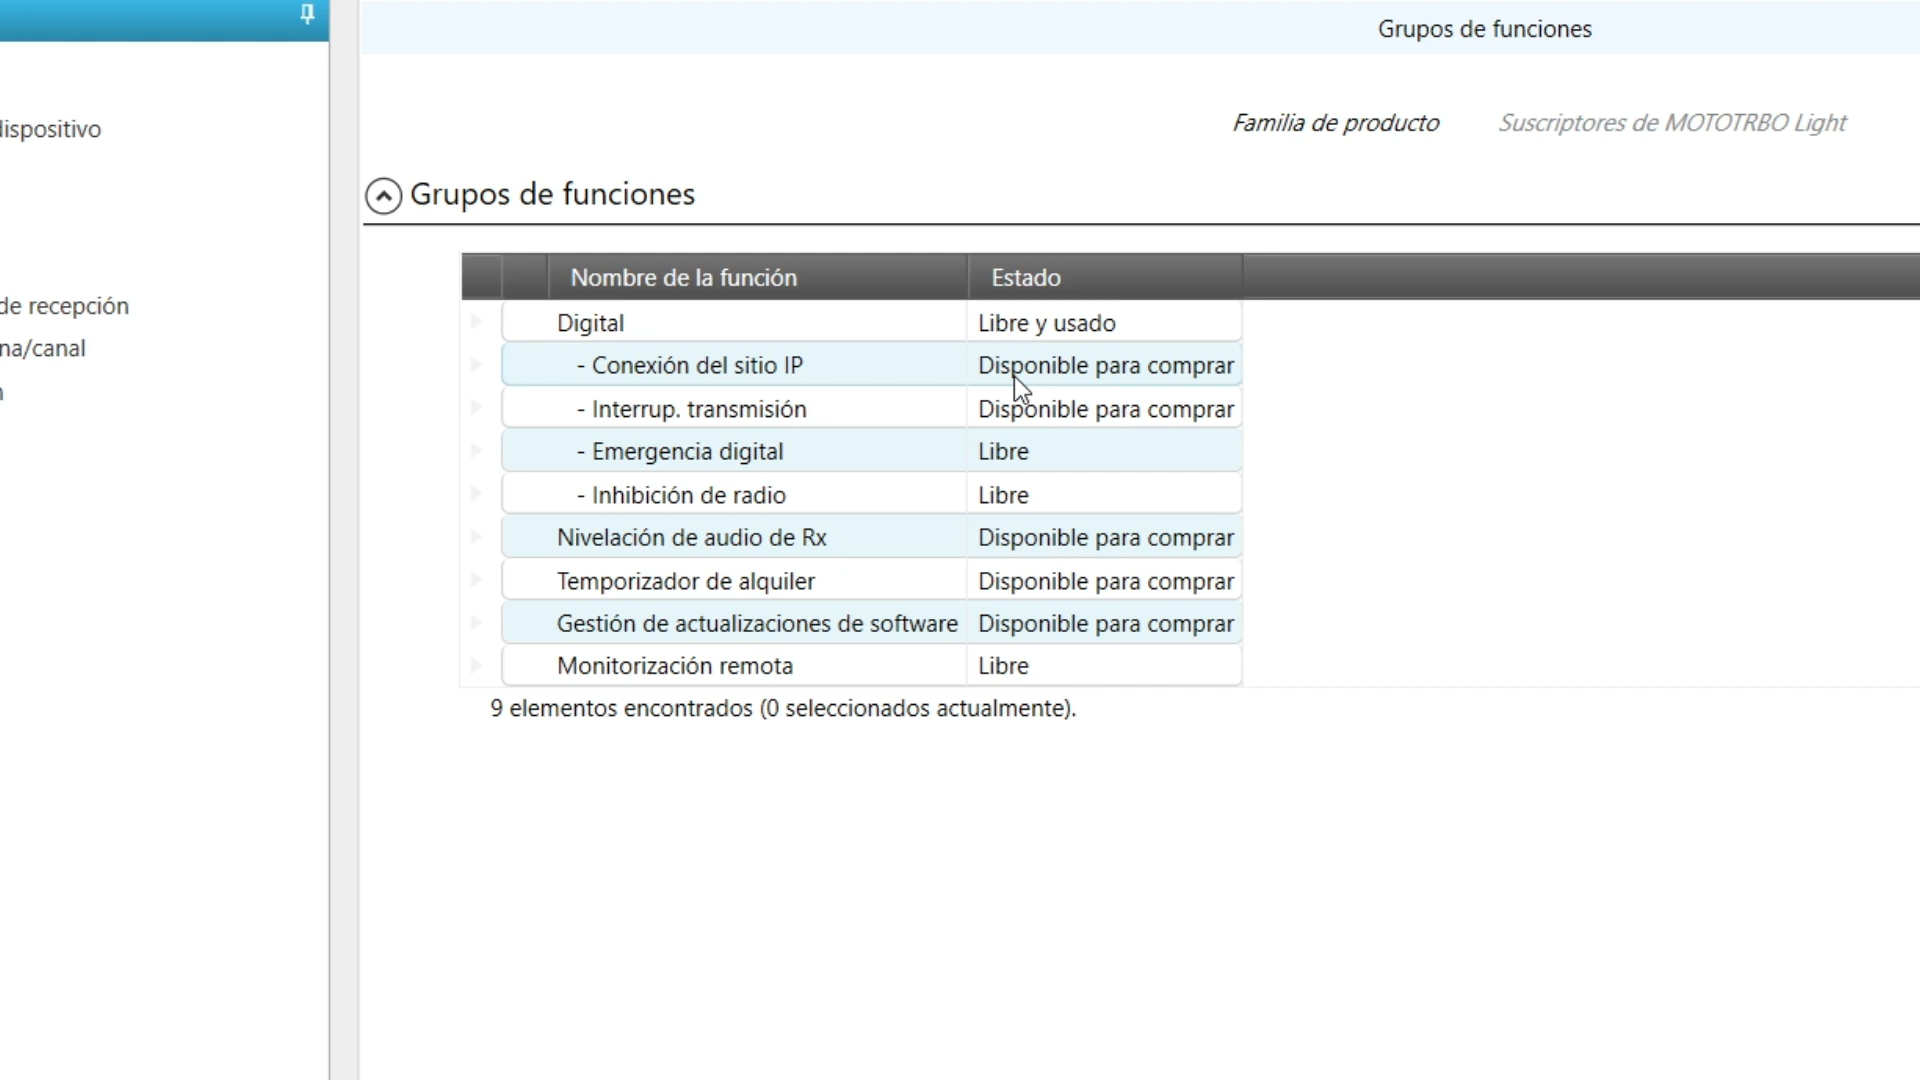 Grupos de funciones
Familia de producto Suscriptores de MOTOTRBO Light
ispositivo
Grupos de funciones
Nombre de la función Estado
Digital Libre y usado
de recepción
- Conexión del sitio IP Disponible para comprar
na/canal
- Interrup. transmisión Disponible para comprar
- Emergencia digital Libre
- Inhibición de radio Libre
Nivelación de audio de Rx Disponible para comprar
Temporizador de alquiler Disponible para comprar
Gestión de actualizaciones de software Disponible para comprar
Monitorización remota Libre
9 elementos encontrados (0 seleccionados actualmente).